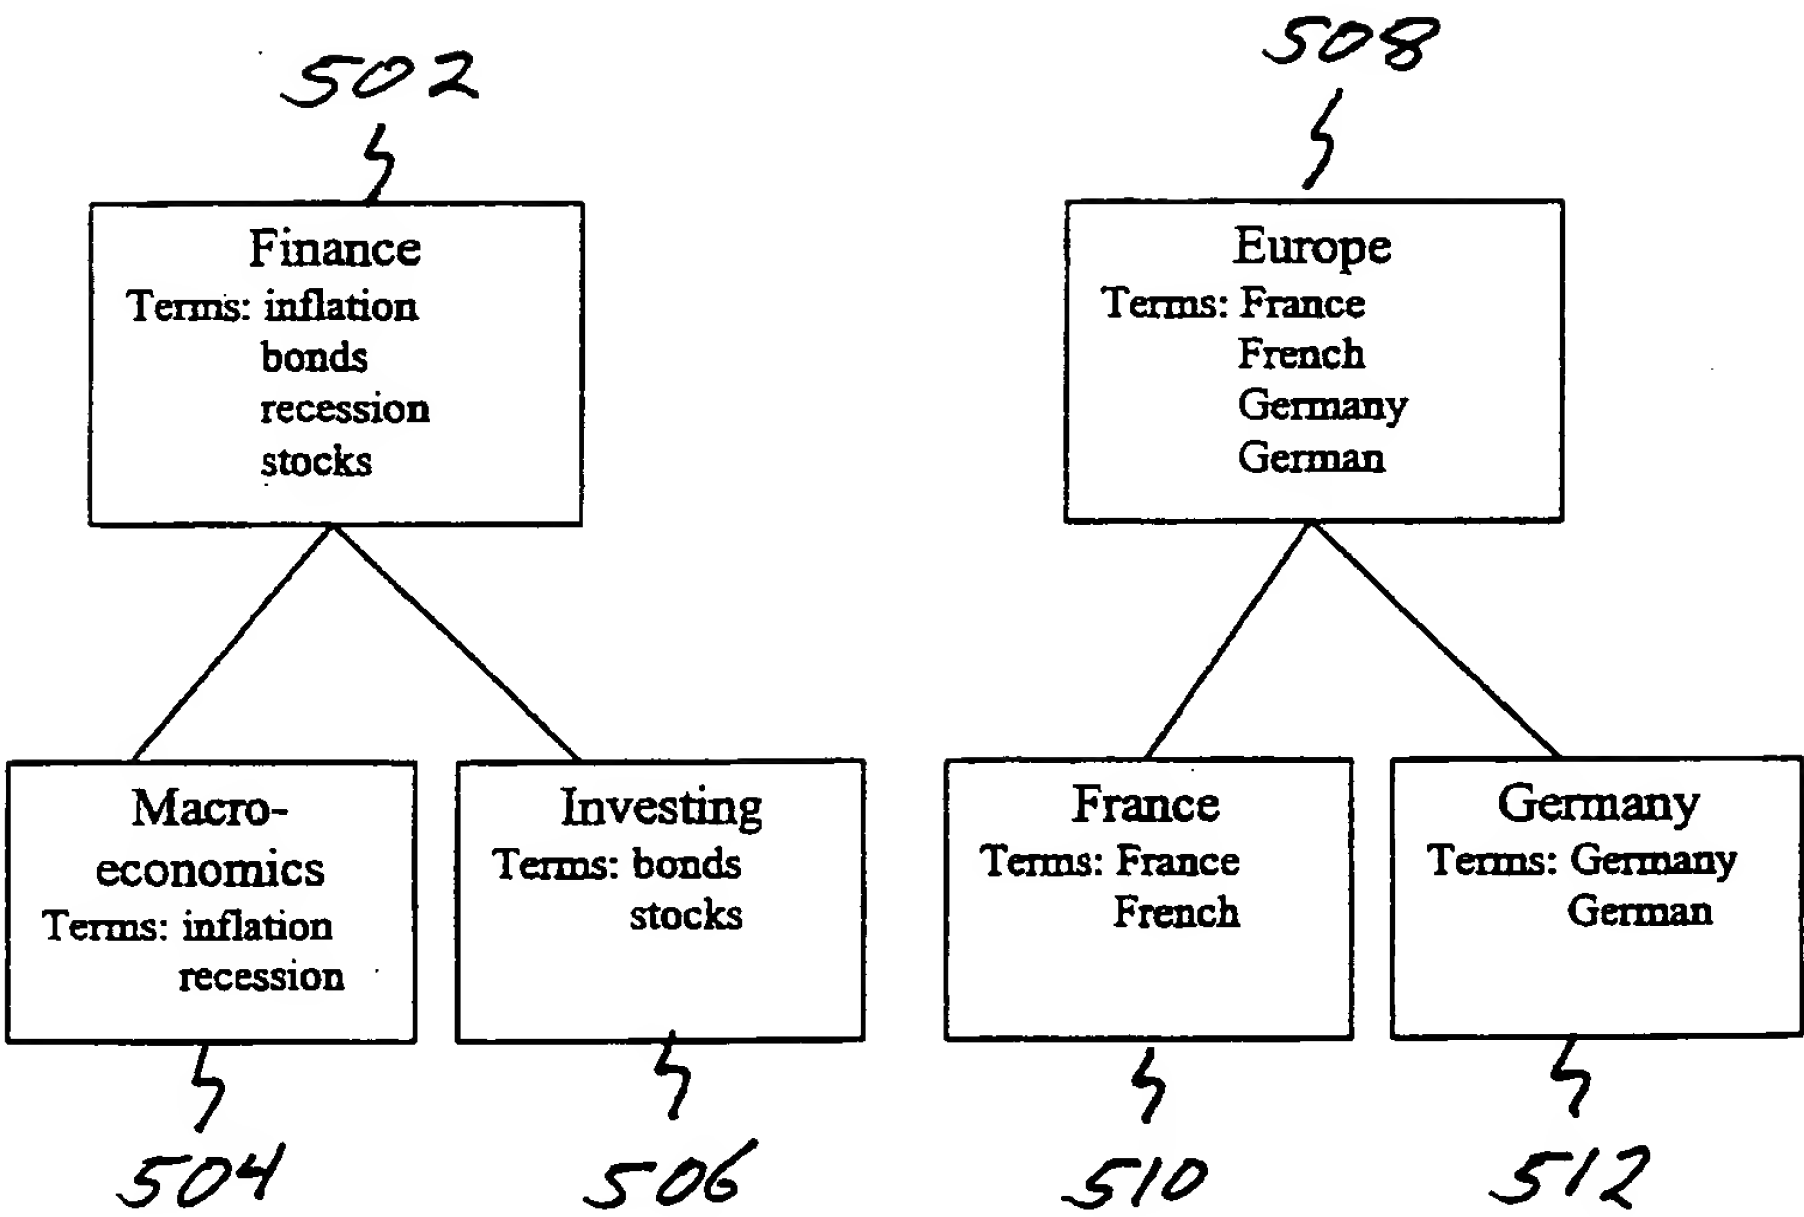 502
508
Finance
Terms: inflation
bonds
recession
stocks
Europe
Terms: France
French
Germany
German
Macro-
economics
Terms: inflation
recession
Investing
Terms: bonds
stocks
France
Terms: France
French
Germany
Terms: Germany
German
504
506
510
512